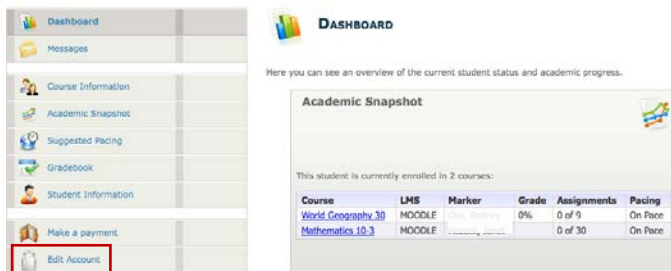 Dashboard
Messages
Course Information
Academic Snapshot
Suggested Pacing
Gradebook
Student Information
Make a payment
Edit Account
DASHBOARD
Here you can see an overview of the current student status and academic progress.
Academic Snapshot
This student is currently enrolled in 2 courses:
Course LMS Marker Grade Assignments Pacing
World Geography 30 MOODLE 0% 0 of 9 On Pace
Mathematics 10-3 MOODLE 0 of 30 On Pace